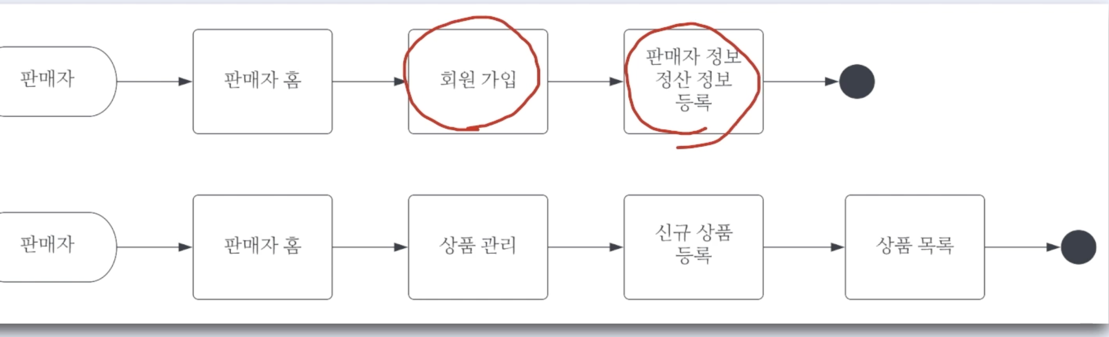 판매자
판매자 홈
회원 가입
판매자 정보
정산 정보
등록
판매자
판매자 홈
상품 관리
신규 상품
등록
상품 목록